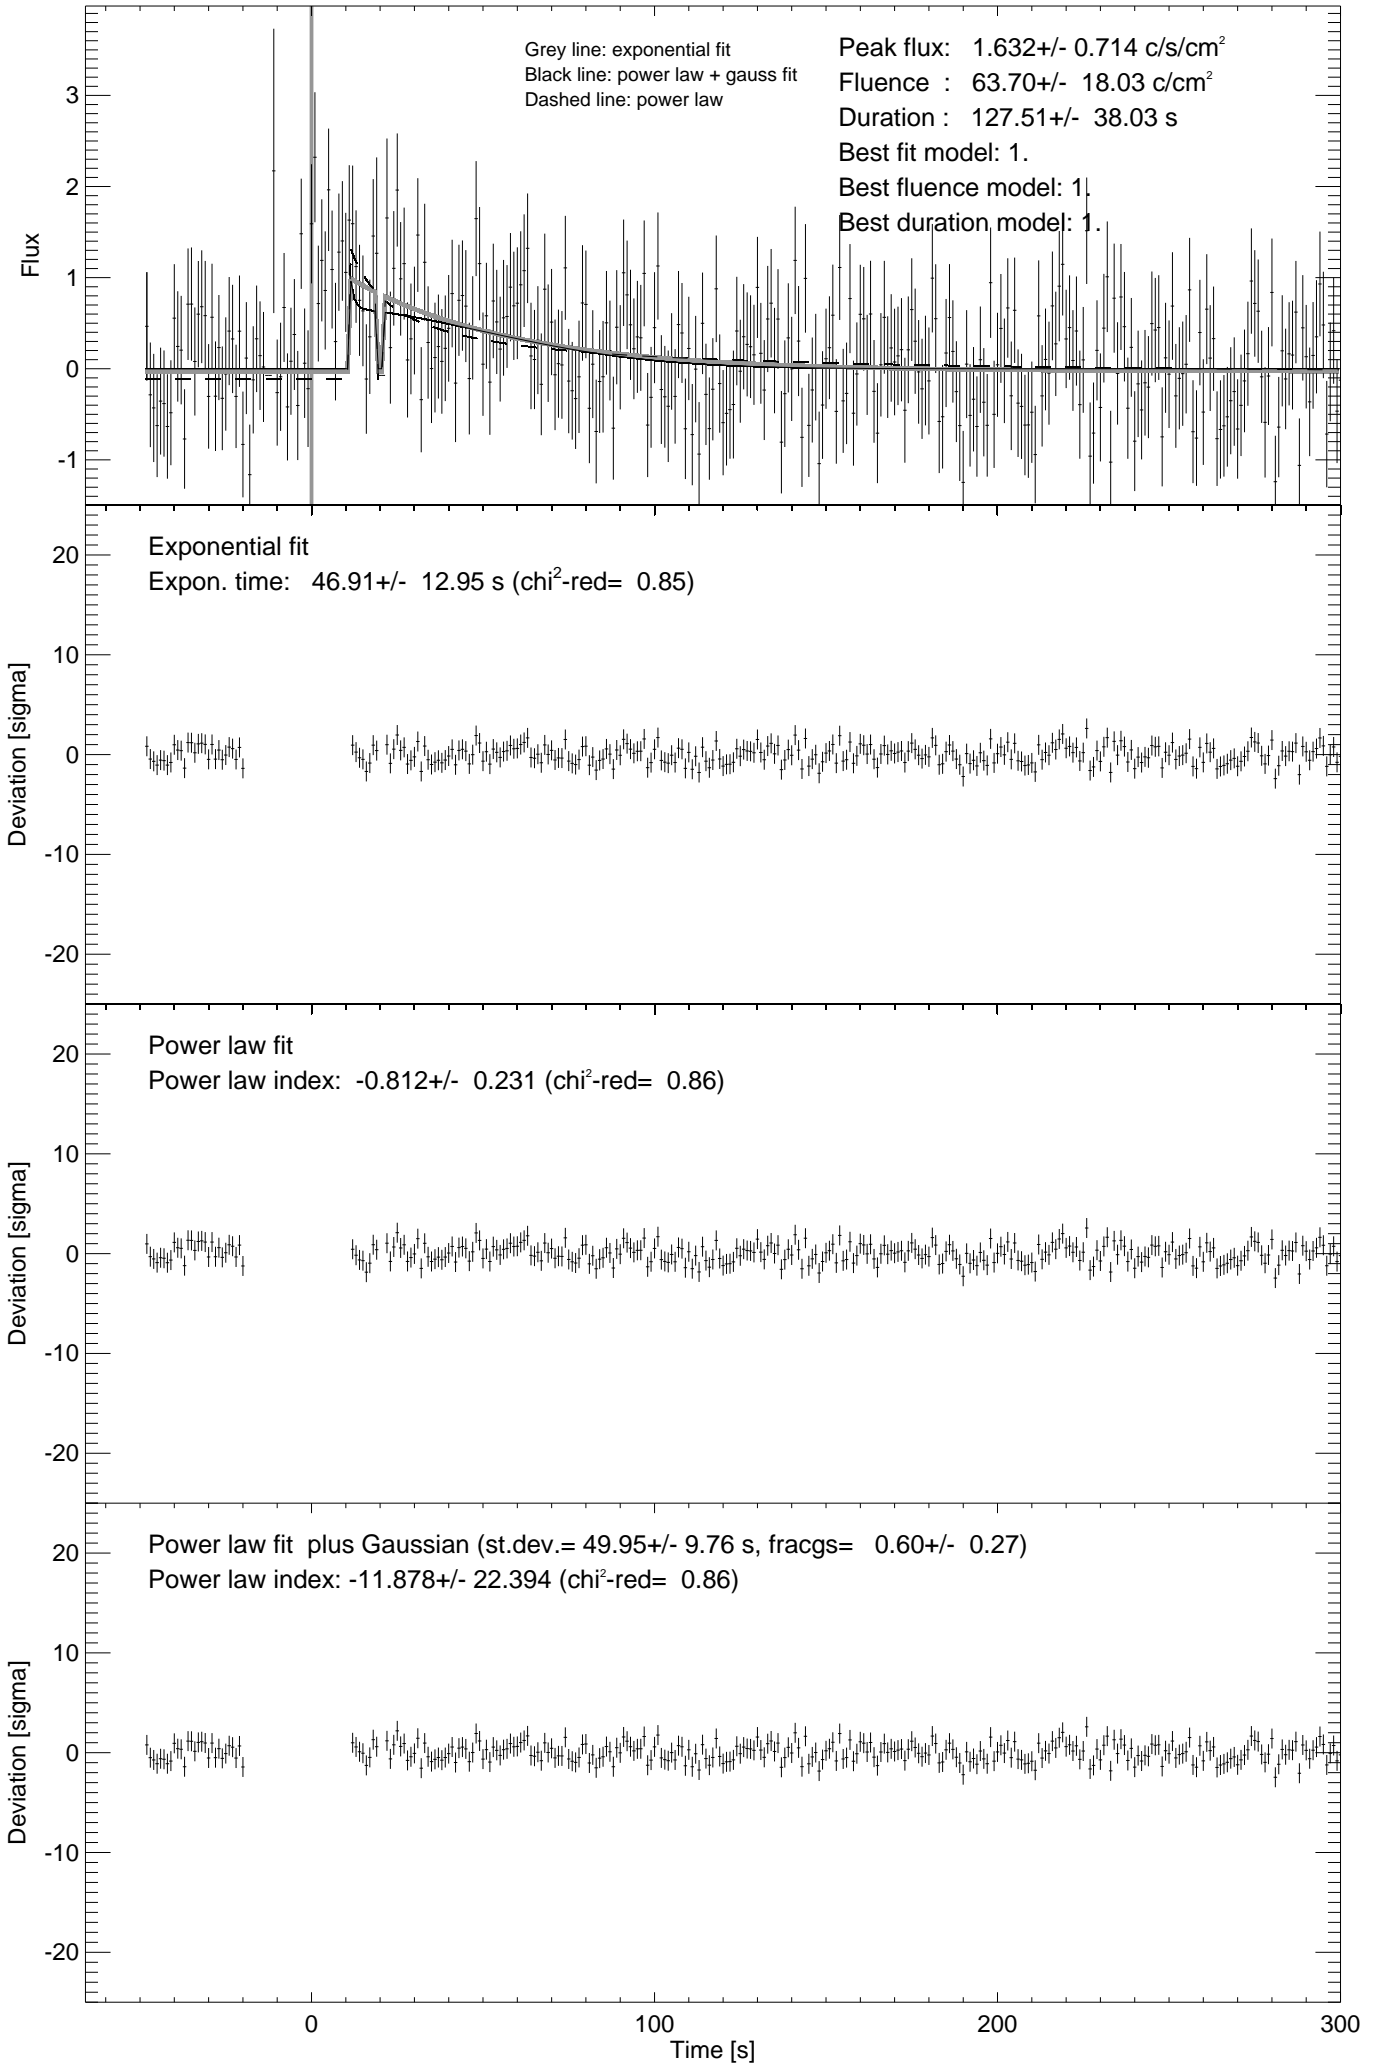 Grey line: exponential fit
Black line: power law + gauss fit
Dashed line: power law
Peak flux: 1.632+/- 0.714 c/s/cm²
Fluence : 63.70+/- 18.03 c/cm²
Duration : 127.51+/- 38.03 s
Best fit model: 1.
Best fluence model: 1.
Best duration model: 1.
3
2
1
0
-1
Flux
Exponential fit
Expon. time: 46.91+/- 12.95 s (chi²-red= 0.85)
20
10
0
-10
-20
Deviation [sigma]
Power law fit
Power law index: -0.812+/- 0.231 (chi²-red= 0.86)
20
10
0
-10
-20
Deviation [sigma]
Power law fit plus Gaussian (st.dev.= 49.95+/- 9.76 s, fracgs= 0.60+/- 0.27)
Power law index: -11.878+/- 22.394 (chi²-red= 0.86)
20
10
0
-10
-20
Deviation [sigma]
0 100 200 300
Time [s]